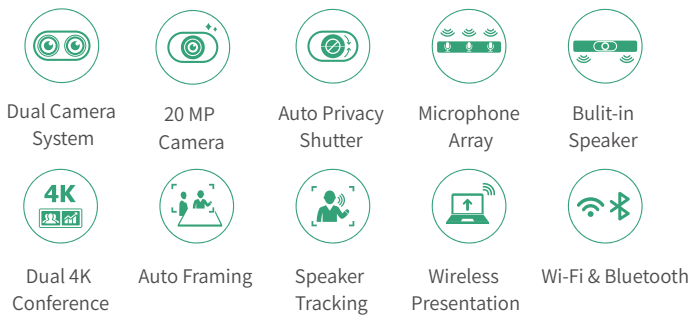 Dual Camera
System
20 MP
Camera
Auto Privacy
Shutter
Microphone
Array
Bulit-in
Speaker
4K
Dual 4K
Conference
Auto Framing
Speaker
Tracking
Wireless
Presentation
Wi-Fi & Bluetooth